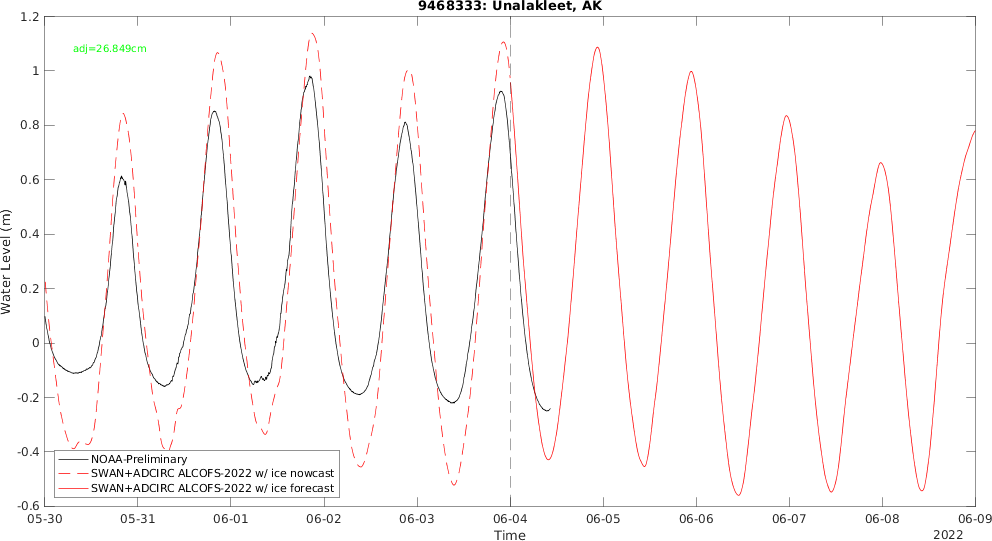 9468333: Unalakleet, AK
adj=26.849cm
Water Level (m)
1.2
1
0.8
0.6
0.4
0.2
0
-0.2
-0.4
-0.6
NOAA-Preliminary
SWAN+ADCIRC ALCOFS-2022 w/ ice nowcast
SWAN+ADCIRC ALCOFS-2022 w/ ice forecast
05-30 05-31 06-01 06-02 06-03 06-04 06-05 06-06 06-07 06-08 06-09
Time
2022